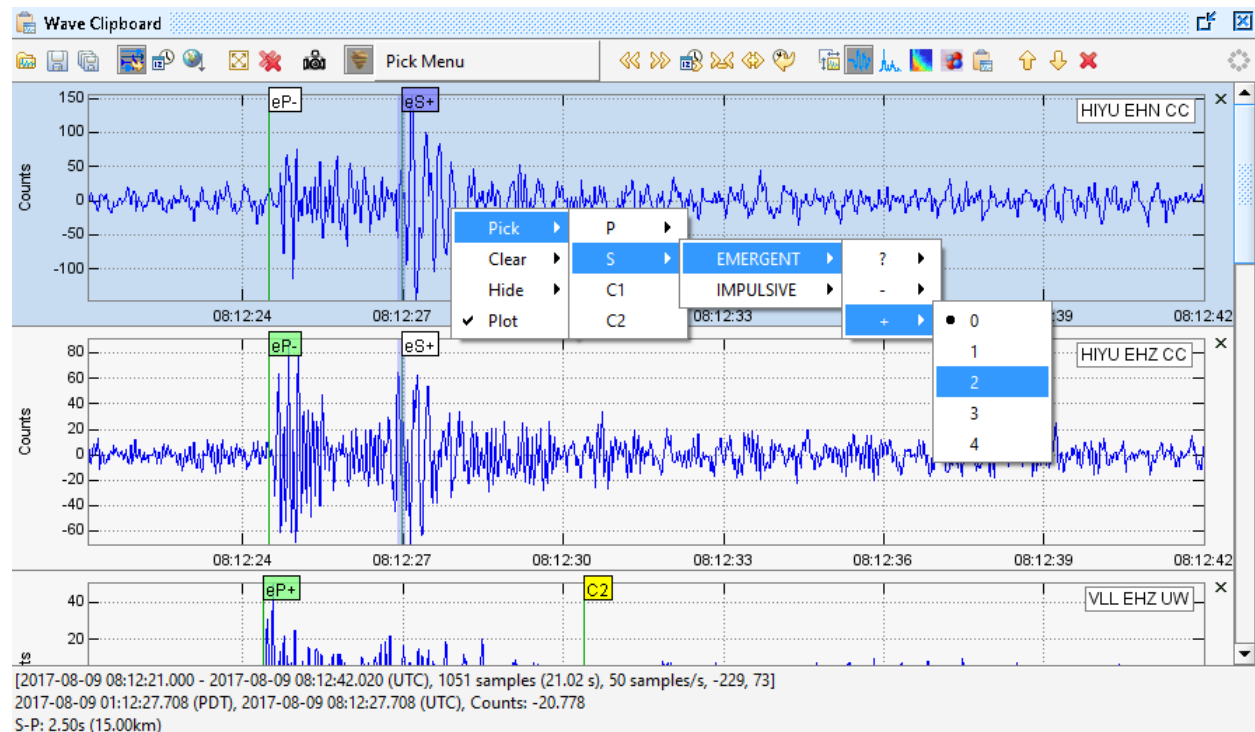 Wave Clipboard
Pick Menu
150
100
50
0
-50
-100
Counts
eP-
eS+
HIYU EHN CC
08:12:24
08:12:27
08:12:33
:39
08:12:42
Pick
Clear
Hide
Plot
P
S
C1
C2
EMERGENT
IMPULSIVE
?
-
+
0
1
2
3
4
80
60
40
20
0
-20
-40
-60
Counts
eP-
eS+
HIYU EHZ CC
08:12:24
08:12:27
08:12:30
08:12:33
08:12:36
08:12:39
08:12:42
40
20
ts
eP+
C2
VLL EHZ UW
[2017-08-09 08:12:21.000 - 2017-08-09 08:12:42.020 (UTC), 1051 samples (21.02 s), 50 samples/s, -229, 73]
2017-08-09 01:12:27.708 (PDT), 2017-08-09 08:12:27.708 (UTC), Counts: -20.778
S-P: 2.50s (15.00km)